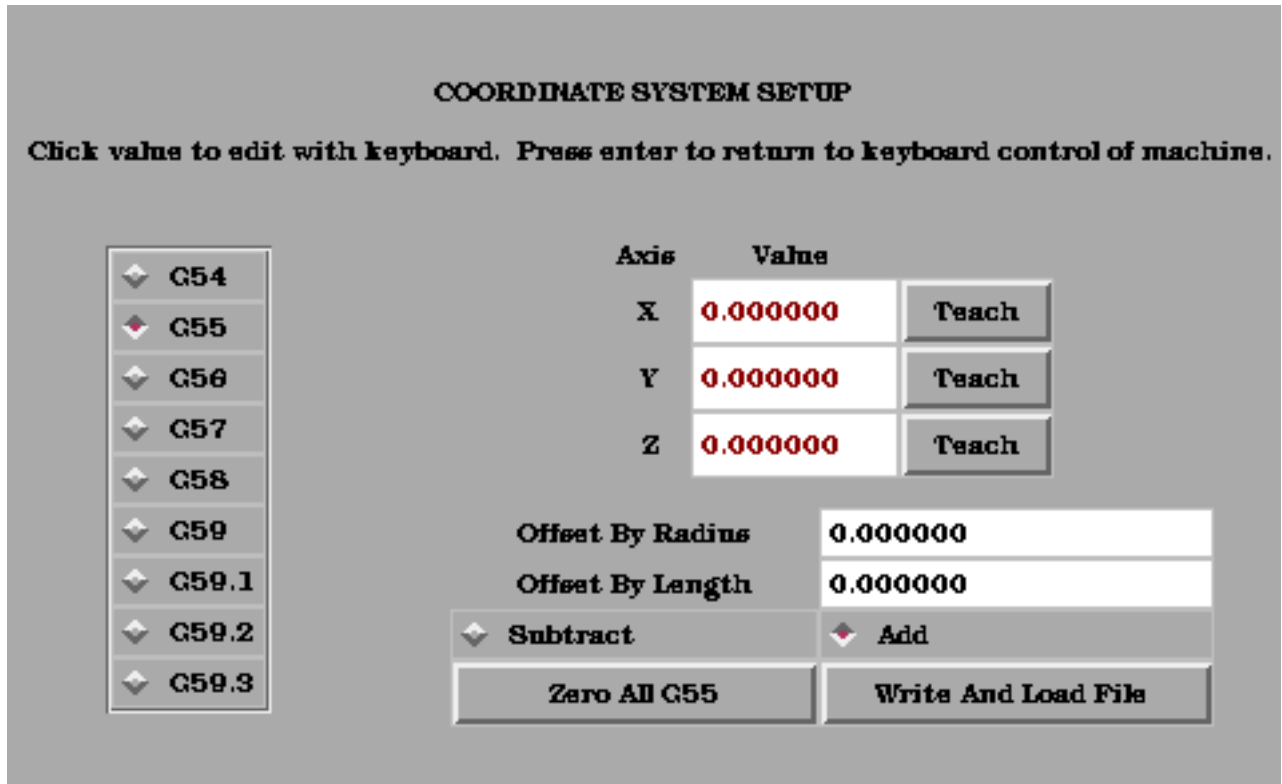 COORDINATE SYSTEM SETUP
Click value to edit with keyboard. Press enter to return to keyboard control of machine.
G54
G55
G56
G57
G58
G59
G59.1
G59.2
G59.3
Axis Value
X 0.000000 Teach
Y 0.000000 Teach
Z 0.000000 Teach
Offset By Radius 0.000000
Offset By Length 0.000000
Subtract Add
Zero All G55 Write And Load File